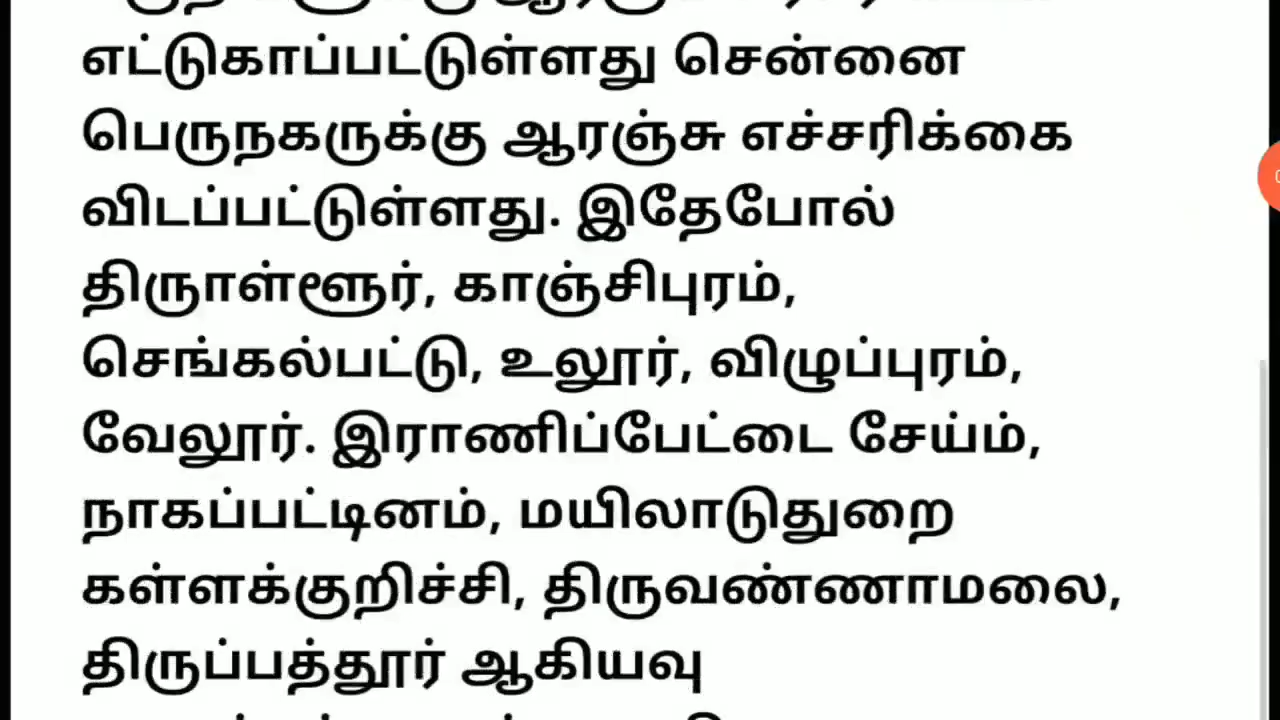 எட்டுகாப்பட்டுள்ளது சென்னை
பெருநகருக்கு ஆரஞ்சு எச்சரிக்கை
விடப்பட்டுள்ளது. இதேபோல்
திருாள்ளூர், காஞ்சிபுரம்,
செங்கல்பட்டு, உலூர், விழுப்புரம்,
வேலூர். இராணிப்பேட்டை சேய்ம்,
நாகப்பட்டினம், மயிலாடுதுறை
கள்ளக்குறிச்சி, திருவண்ணாமலை,
திருப்பத்தூர் ஆகியவு